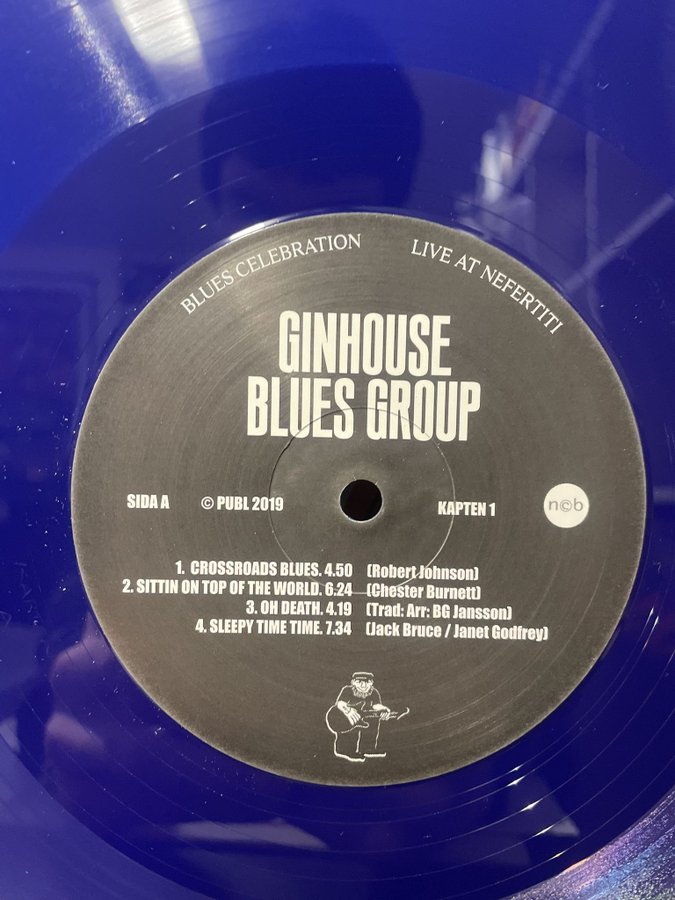 BLUES CELEBRATION LIVE AT NEFERTITI
GINHOUSE
BLUES GROUP
SIDA A © PUBL 2019 KAPTEN 1 n©b
1. CROSSROADS BLUES. 4.50 (Robert Johnson)
2. SITTIN ON TOP OF THE WORLD. 6.24 (Chester Burnett)
3. OH DEATH. 4.19 (Trad: Arr: BG Jansson)
4. SLEEPY TIME TIME. 7.34 (Jack Bruce / Janet Godfrey)